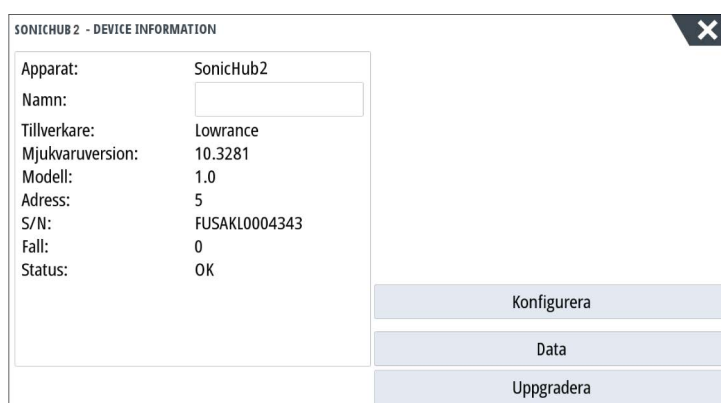 SONICHUB 2 - DEVICE INFORMATION
Apparat: SonicHub2
Namn:
Tillverkare: Lowrance
Mjukvaruversion: 10.3281
Modell: 1.0
Adress: 5
S/N: FUSAKL0004343
Fall: 0
Status: OK
Konfigurera
Data
Uppgradera